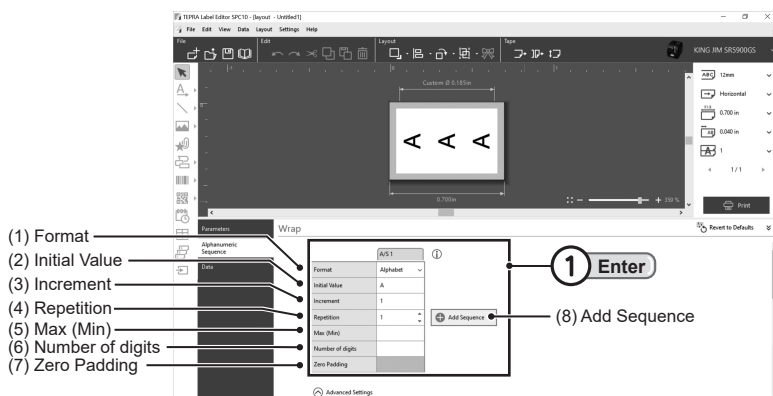 TEPRA Label Editor SPC10 - [layout - Untitled1]
File Edit View Data Layout Settings Help
File Edit Layout Tape
KING JIM SR5900GS
ABC 12mm
Horizontal
0.700 in
AB 0.040 in
A 1
1/1
Print
Custom Ø 0.185in
A A A
0.700in
359 %
Parameters
Wrap
Revert to Defaults
Alphanumeric
Sequence
Data
A/S 1
Format Alphabet
Initial Value A
Increment 1
Repetition 1
Max (Min)
Number of digits
Zero Padding
Add Sequence
Advanced Settings
(1) Format
(2) Initial Value
(3) Increment
(4) Repetition
(5) Max (Min)
(6) Number of digits
(7) Zero Padding
1 Enter
(8) Add Sequence